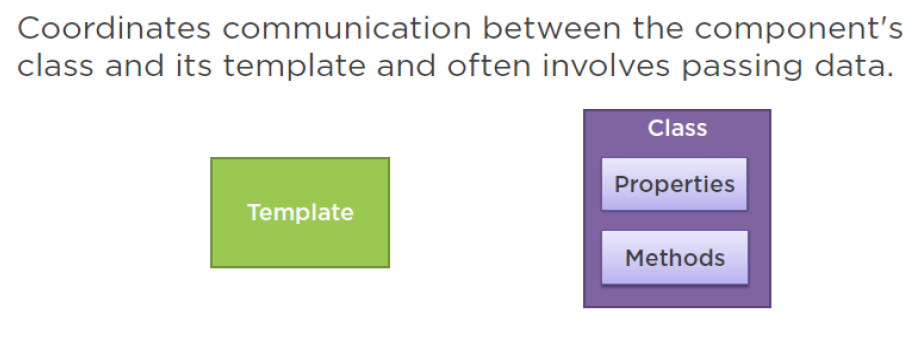 Coordinates communication between the component's
class and its template and often involves passing data.
Class
Properties
Template
Methods